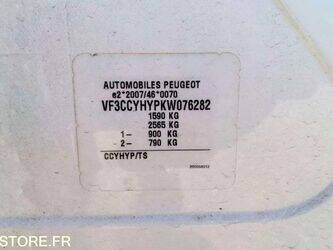 AUTOMOBILES PEUGEOT
e2*2007/46*0070
VF3CCYHYPKW076282
1590 KG
2565 KG
1- 900 KG
2- 790 KG
CCYHYP/TS
STORE.FR